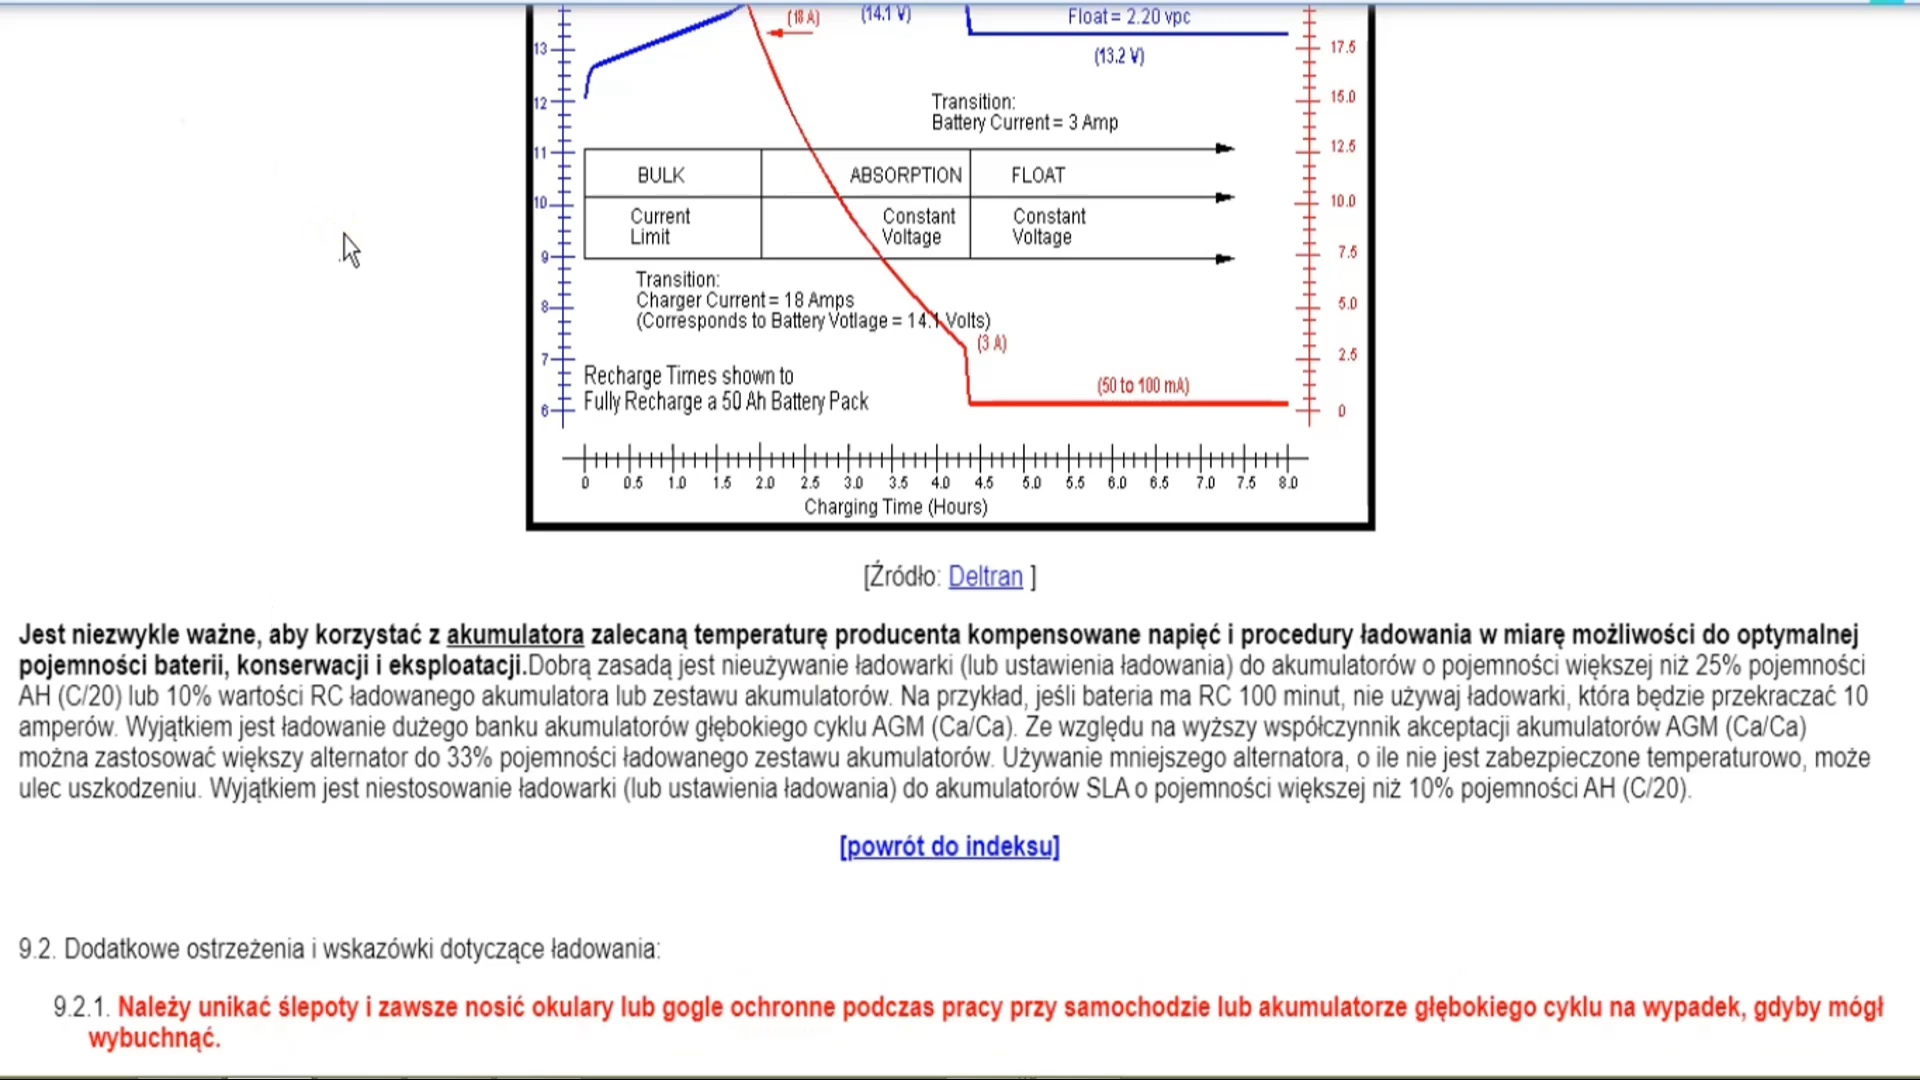 (18 A)
(14.1 V)
Float = 2.20 vpc
13
17.5
(13.2 V)
12
Transition:
15.0
Battery Current = 3 Amp
11
12.5
BULK
ABSORPTION
FLOAT
10
10.0
Current
Limit
Constant
Voltage
Constant
Voltage
9
7.5
Transition:
Charger Current = 18 Amps
(Corresponds to Battery Votlage = 14.1 Volts)
8
5.0
(3 A)
7
2.5
Recharge Times shown to
Fully Recharge a 50 Ah Battery Pack
(50 to 100 mA)
6
0
0 0.5 1.0 1.5 2.0 2.5 3.0 3.5 4.0 4.5 5.0 5.5 6.0 6.5 7.0 7.5 8.0
Charging Time (Hours)
[Źródło: Deltran ]
Jest niezwykle ważne, aby korzystać z akumulatora zalecaną temperaturę producenta kompensowane napięć i procedury ładowania w miarę możliwości do optymalnej
pojemności baterii, konserwacji i eksploatacji.Dobrą zasadą jest nieużywanie ładowarki (lub ustawienia ładowania) do akumulatorów o pojemności większej niż 25% pojemności
AH (C/20) lub 10% wartości RC ładowanego akumulatora lub zestawu akumulatorów. Na przykład, jeśli bateria ma RC 100 minut, nie używaj ładowarki, która będzie przekraczać 10
amperów. Wyjątkiem jest ładowanie dużego banku akumulatorów głębokiego cyklu AGM (Ca/Ca). Ze względu na wyższy współczynnik akceptacji akumulatorów AGM (Ca/Ca)
można zastosować większy alternator do 33% pojemności ładowanego zestawu akumulatorów. Używanie mniejszego alternatora, o ile nie jest zabezpieczone temperaturowo, może
ulec uszkodzeniu. Wyjątkiem jest niestosowanie ładowarki (lub ustawienia ładowania) do akumulatorów SLA o pojemności większej niż 10% pojemności AH (C/20).
[powrót do indeksu]
9.2. Dodatkowe ostrzeżenia i wskazówki dotyczące ładowania:
9.2.1. Należy unikać ślepoty i zawsze nosić okulary lub gogle ochronne podczas pracy przy samochodzie lub akumulatorze głębokiego cyklu na wypadek, gdyby mógł
wybuchnąć.